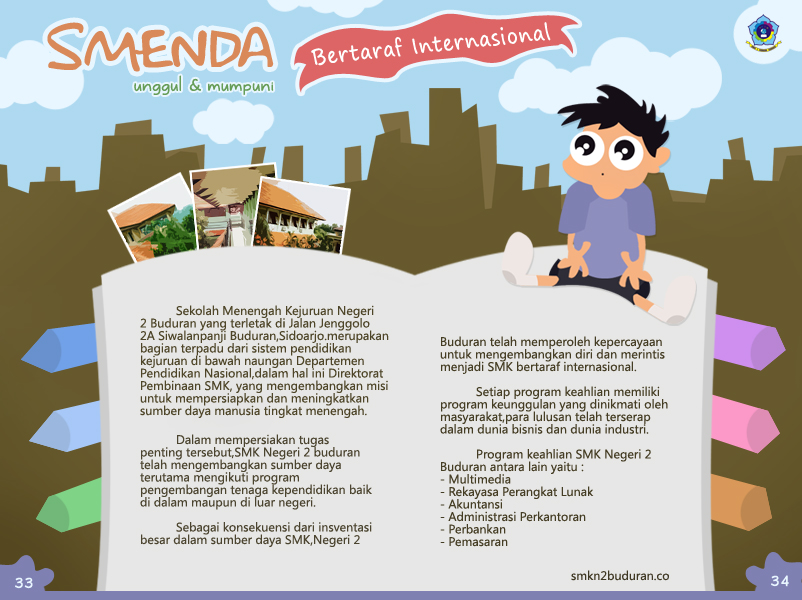 SMENDA
unggul & mumpuni
Bertaraf Internasional
Sekolah Menengah Kejuruan Negeri
2 Buduran yang terletak di Jalan Jenggolo
2A Siwalanpanji Buduran,Sidoarjo.merupakan
bagian terpadu dari sistem pendidikan
kejuruan di bawah naungan Departemen
Pendidikan Nasional,dalam hal ini Direktorat
Pembinaan SMK, yang mengembangkan misi
untuk mempersiapkan dan meningkatkan
sumber daya manusia tingkat menengah.
Dalam mempersiakan tugas
penting tersebut,SMK Negeri 2 buduran
telah mengembangkan sumber daya
terutama mengikuti program
pengembangan tenaga kependidikan baik
di dalam maupun di luar negeri.
Sebagai konsekuensi dari insventasi
besar dalam sumber daya SMK,Negeri 2
Buduran telah memperoleh kepercayaan
untuk mengembangkan diri dan merintis
menjadi SMK bertaraf internasional.
Setiap program keahlian memiliki
program keunggulan yang dinikmati oleh
masyarakat,para lulusan telah terserap
dalam dunia bisnis dan dunia industri.
Program keahlian SMK Negeri 2
Buduran antara lain yaitu :
- Multimedia
- Rekayasa Perangkat Lunak
- Akuntansi
- Administrasi Perkantoran
- Perbankan
- Pemasaran
smkn2buduran.co
33
34